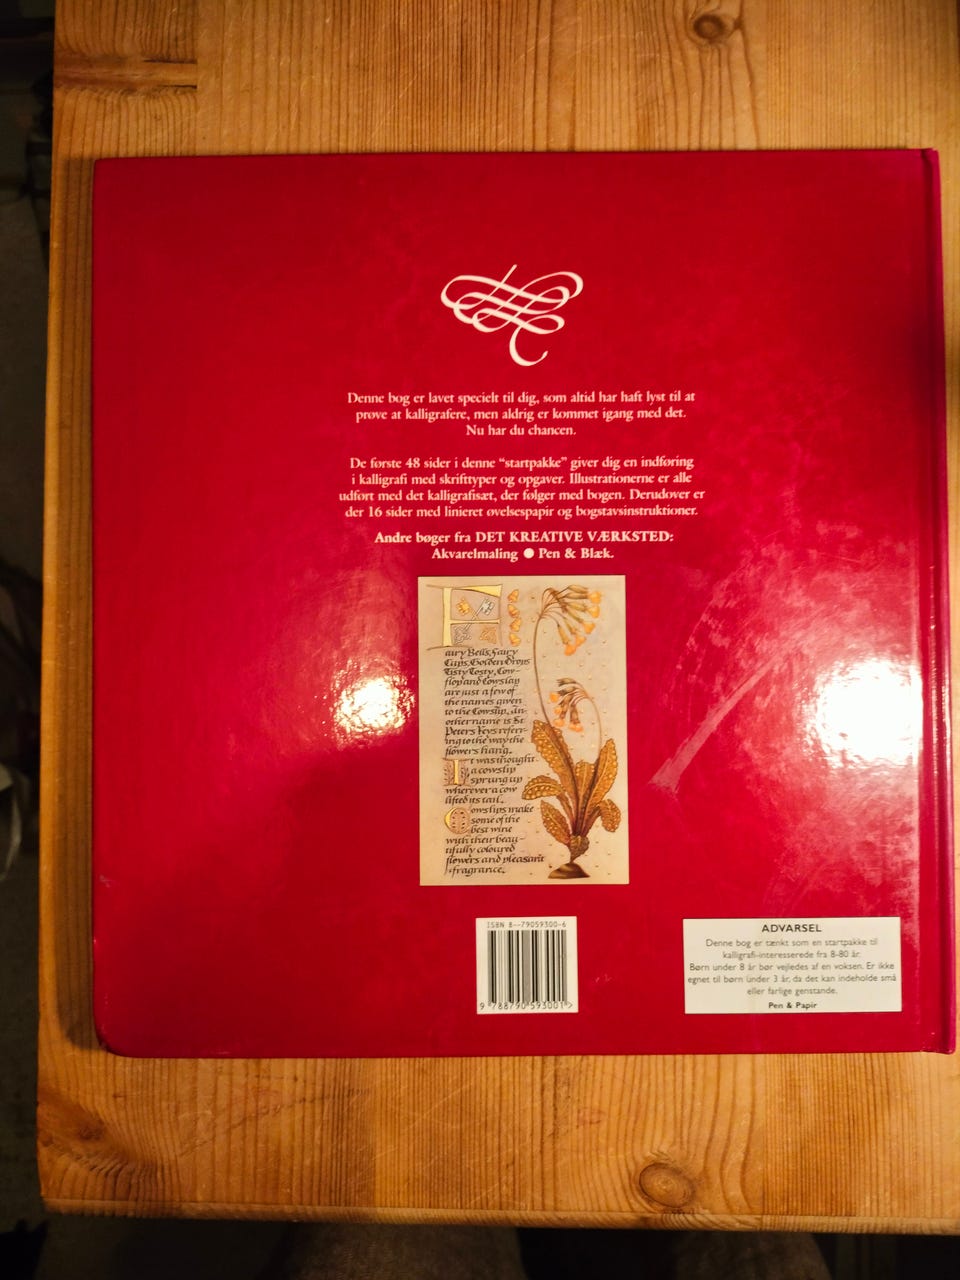 Denne bog er lavet specielt til dig, som altid har haft lyst til at
prøve at kalligrafere, men aldrig er kommet igang med det.
Nu har du chancen.
De første 48 sider i denne “startpakke” giver dig en indføring
i kalligrafi med skrifttyper og opgaver. Illustrationerne er alle
udført med det kalligrafisæt, der følger med bogen. Derudover er
der 16 sider med linieret øvelsespapir og bogstavsinstruktioner.
Andre bøger fra DET KREATIVE VÆRKSTED:
Akvarelmaling ● Pen & Blæk.
F
airy Bells, Fairy
Cups, Golden Drops
Tisty Tosty, Cow-
flop and Cowslap
are just a few of
the names given
to the Cowslip. An-
other name is St
Peters Keys referr-
ing to the way the
flowers hang.
It was thought
a cowslip
sprung up
wherever a cow
lifted its tail.
Cowslips make
some of the
best wine
with their beau-
tifully coloured
flowers and pleasant
fragrance.
ISBN 8--79059300-6
9 788790 593001 >
ADVARSEL
Denne bog er tænkt som en startpakke til
kalligrafi-interesserede fra 8-80 år.
Børn under 8 år bør vejledes af en voksen. Er ikke
egnet til børn under 3 år, da det kan indeholde små
eller farlige genstande.
Pen & Papir